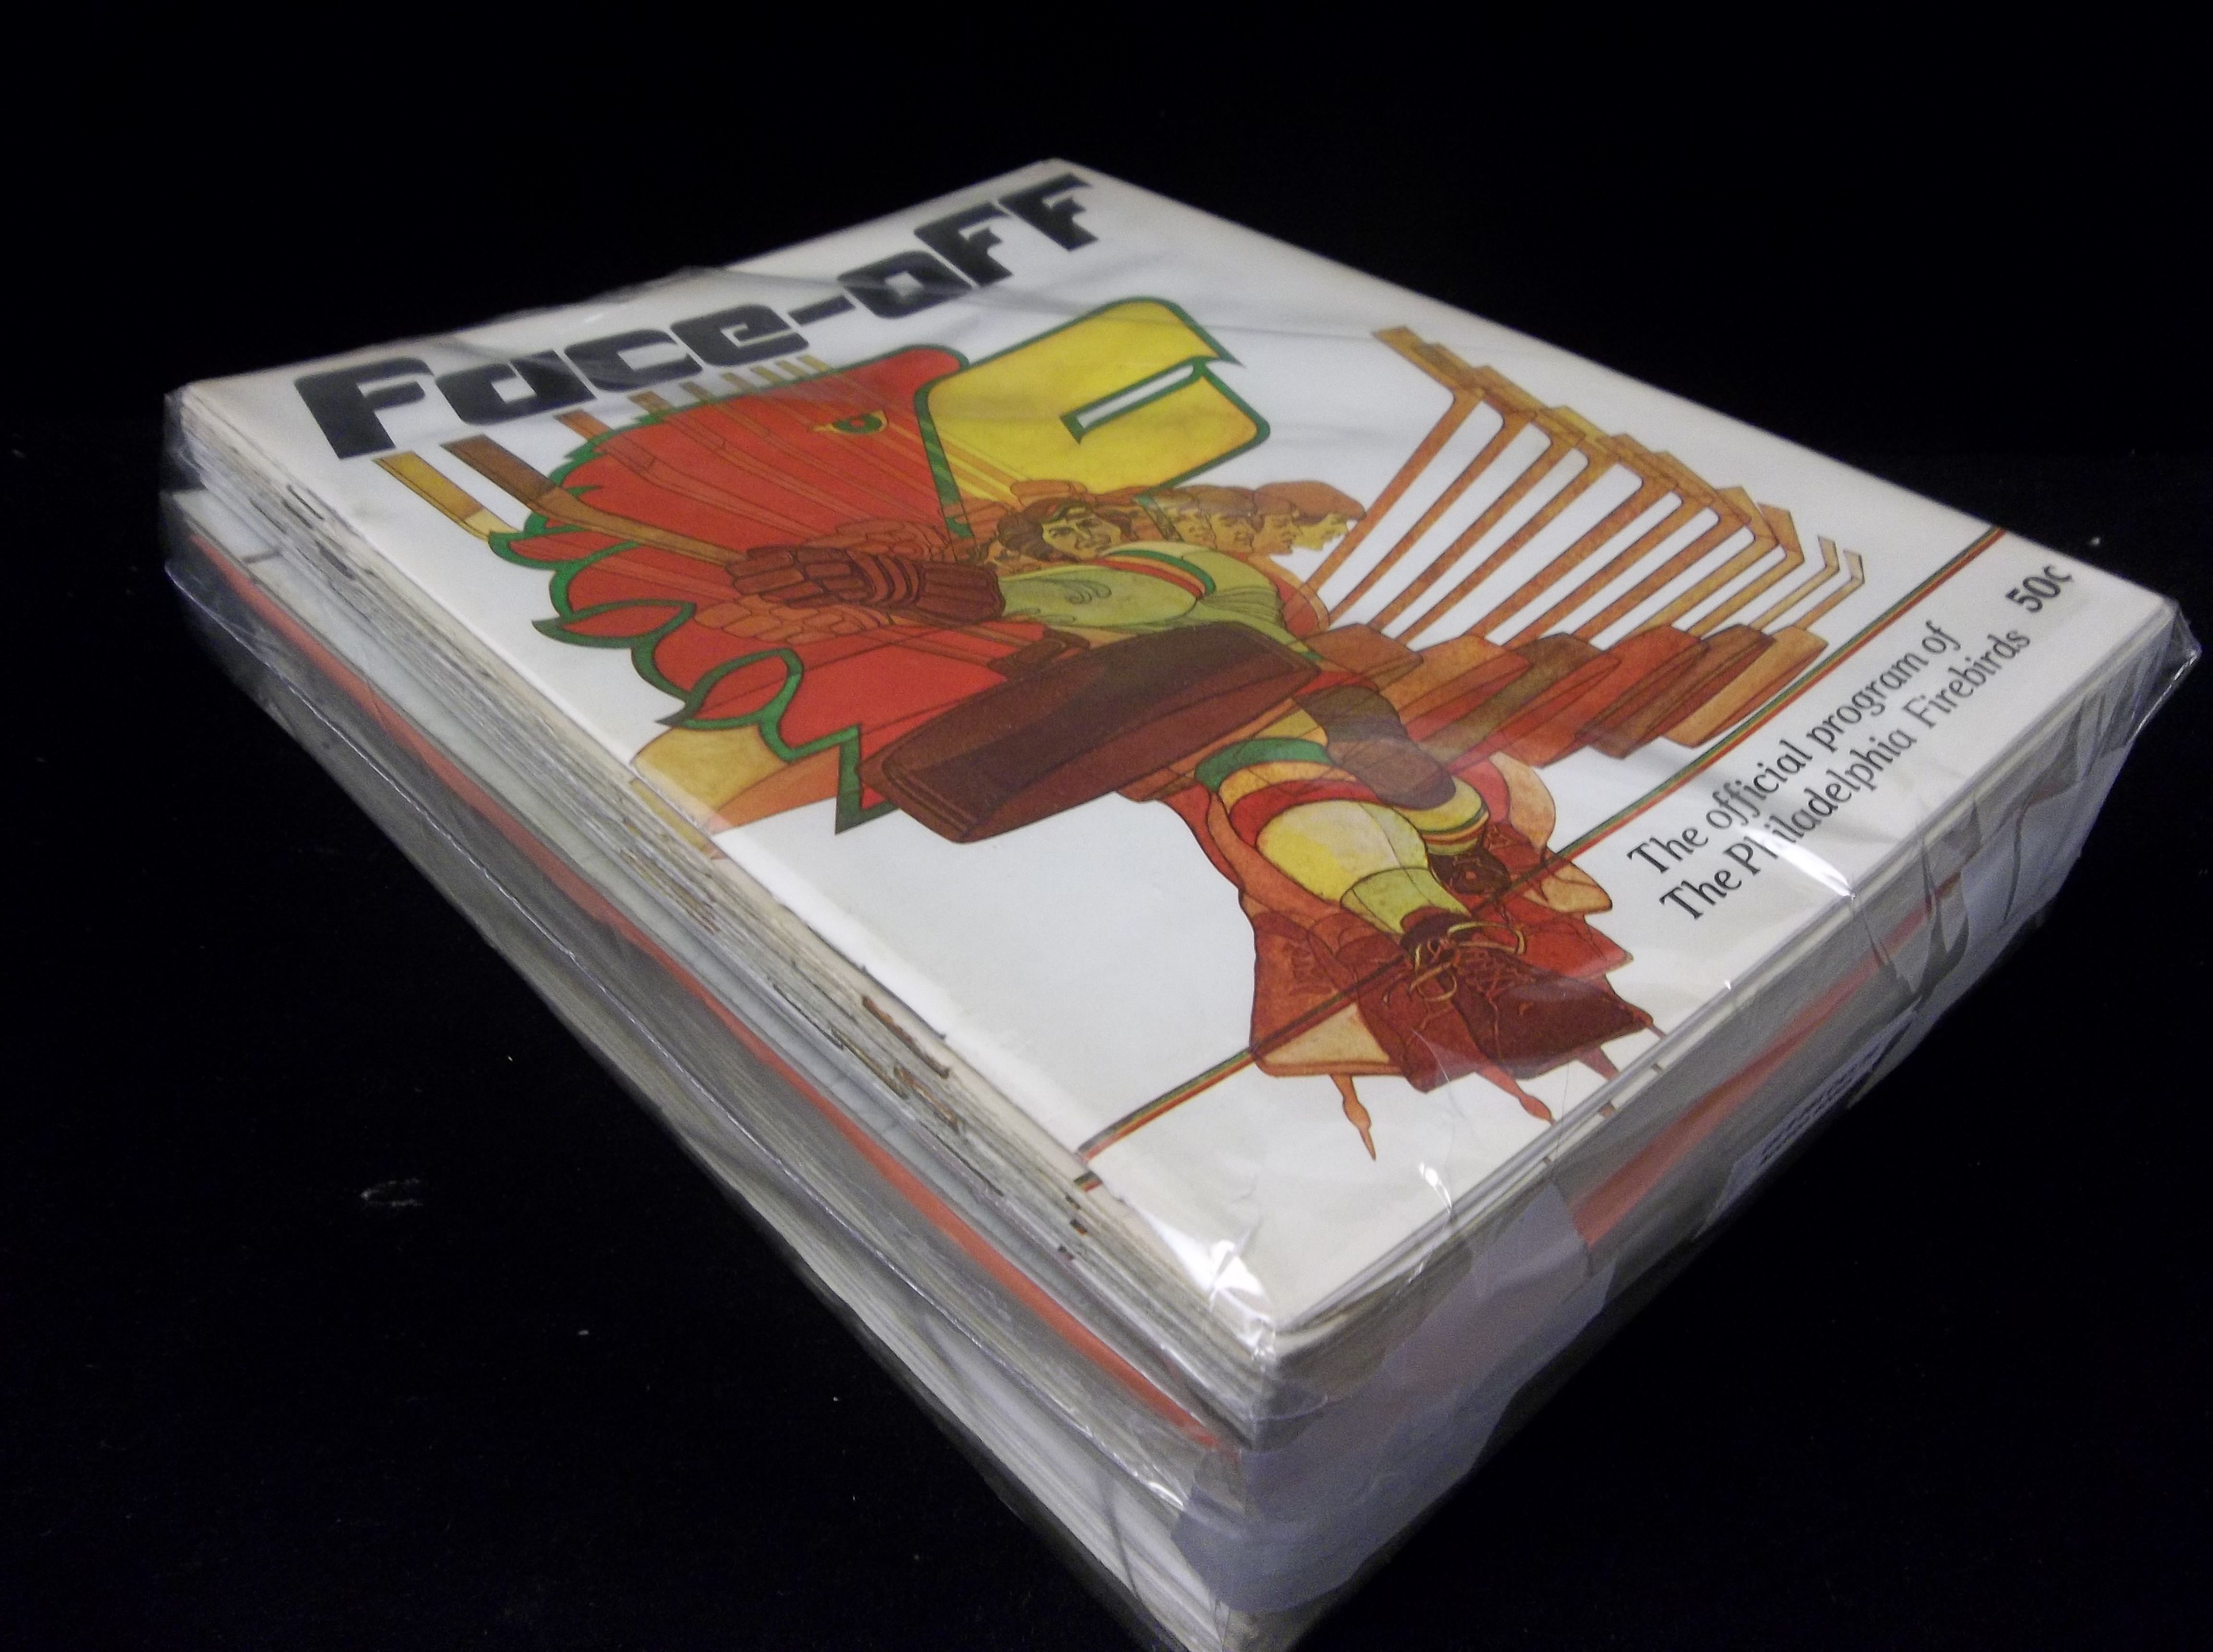 Face-off
The official program of
The Philadelphia Firebirds 50¢